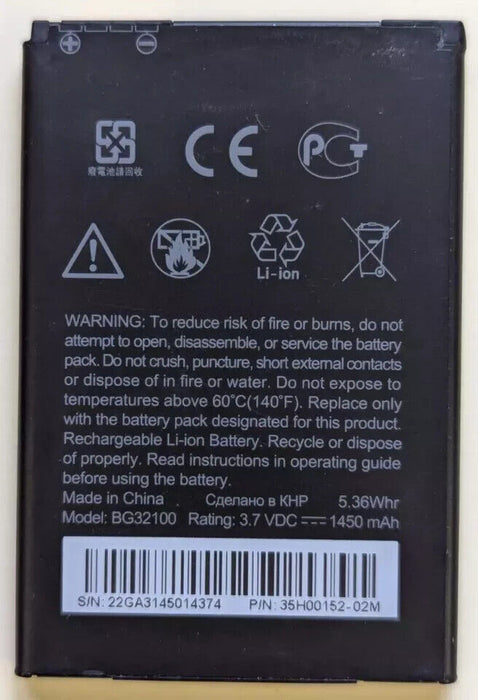 廢電池請回收
CE
PCT
Li-ion
WARNING: To reduce risk of fire or burns, do not
attempt to open, disassemble, or service the battery
pack. Do not crush, puncture, short external contacts
or dispose of in fire or water. Do not expose to
temperatures above 60°C(140°F). Replace only
with the battery pack designated for this product.
Rechargeable Li-ion Battery. Recycle or dispose
of properly. Read instructions in operating guide
before using the battery.
Made in China Сделано в КНР 5.36Whr
Model: BG32100 Rating: 3.7 VDC⎓1450 mAh
S/N: 22GA3145014374 P/N: 35H00152-02M